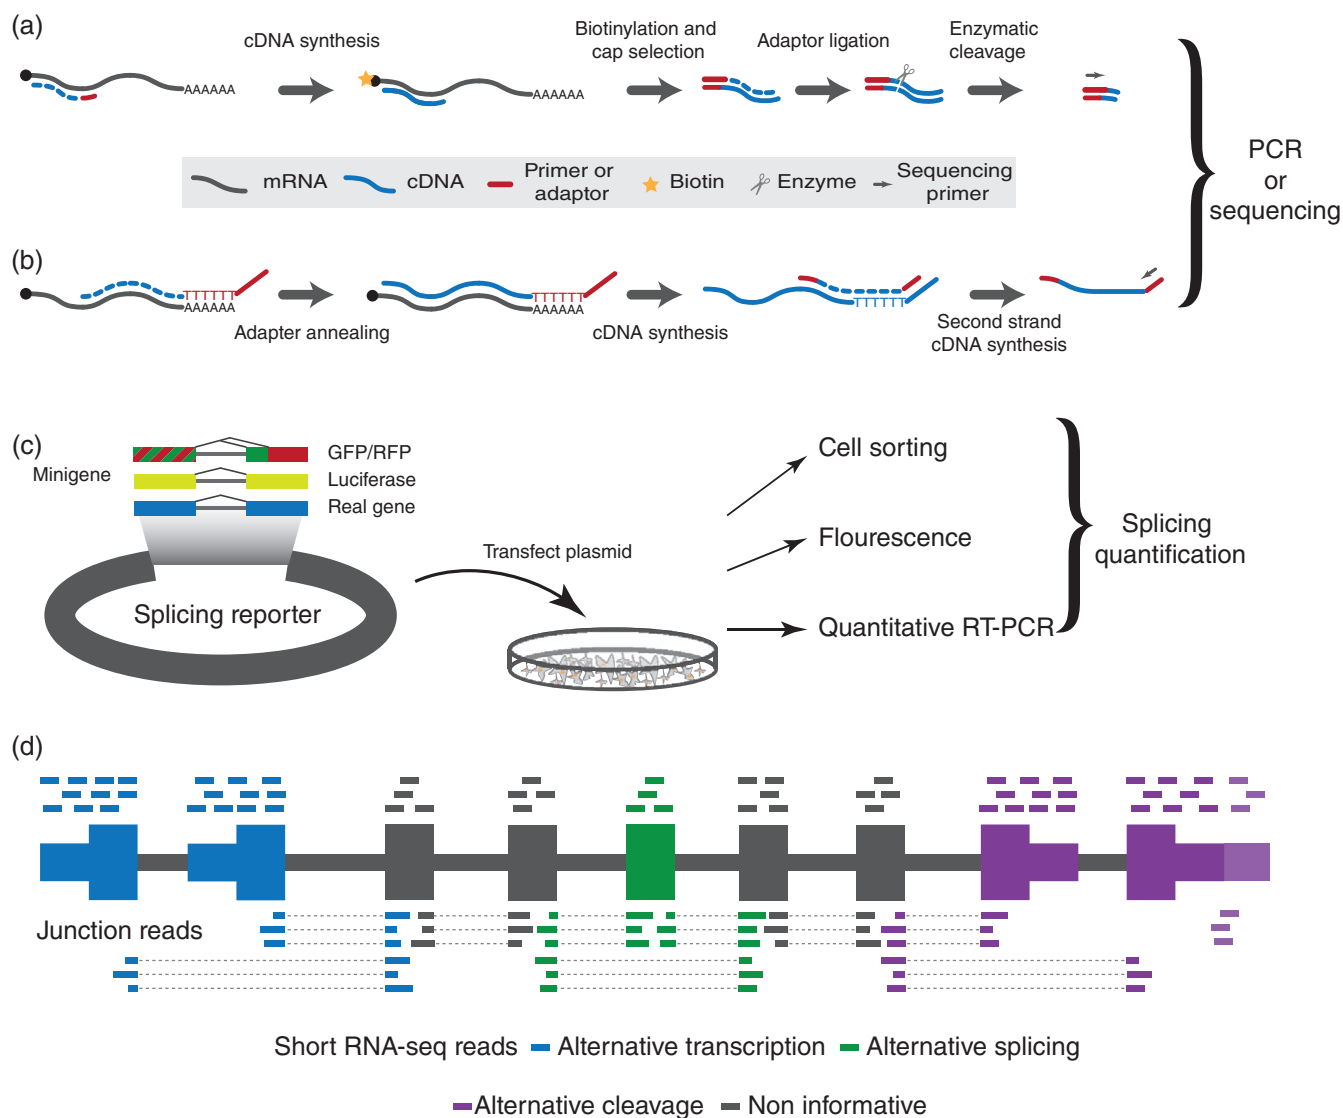 (a)
cDNA synthesis
Biotinylation and
cap selection
Adaptor ligation
Enzymatic
cleavage
AAAAAA
AAAAAA
PCR
or
sequencing
mRNA
cDNA
Primer or
adaptor
Biotin
Enzyme
Sequencing
primer
(b)
TTTTTT
AAAAAA
TTTTTT
AAAAAA
TTTTTT
Adapter annealing
cDNA synthesis
Second strand
cDNA synthesis
(c)
Minigene
GFP/RFP
Luciferase
Real gene
Splicing reporter
Transfect plasmid
Cell sorting
Flourescence
Quantitative RT-PCR
Splicing
quantification
(d)
Junction reads
Short RNA-seq reads
Alternative transcription
Alternative splicing
Alternative cleavage
Non informative